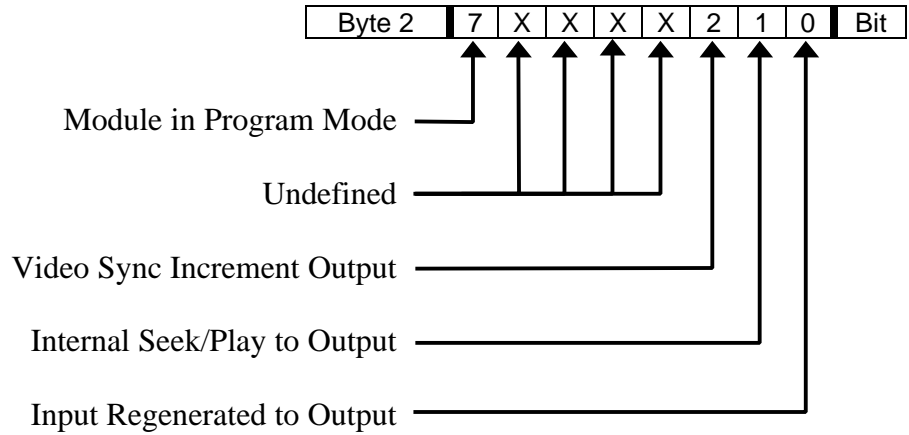 Byte 2 7 X X X X 2 1 0 Bit
Module in Program Mode
Undefined
Video Sync Increment Output
Internal Seek/Play to Output
Input Regenerated to Output